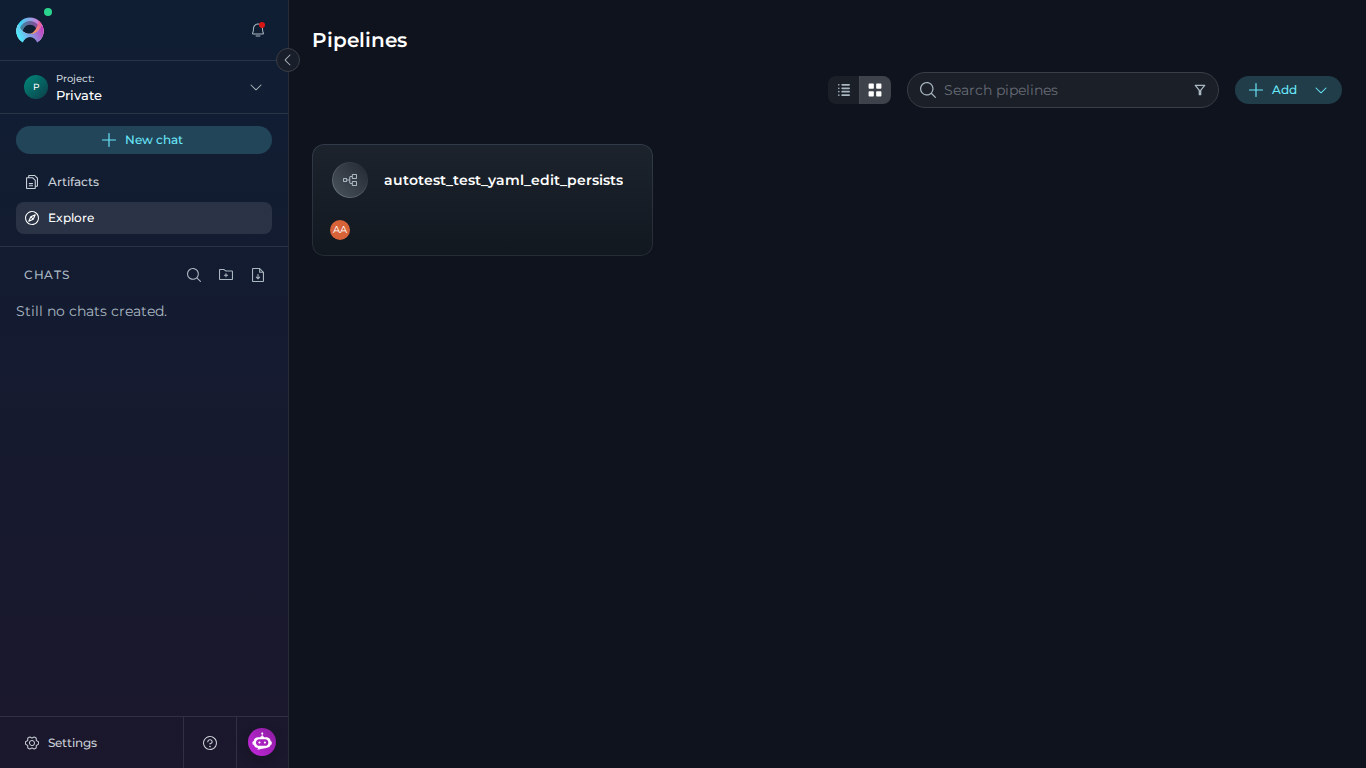 Project:
P
Private
New chat
Artifacts
Explore
CHATS
Still no chats created.
Settings
Pipelines
Search pipelines
Add
autotest_test_yaml_edit_persists
AA